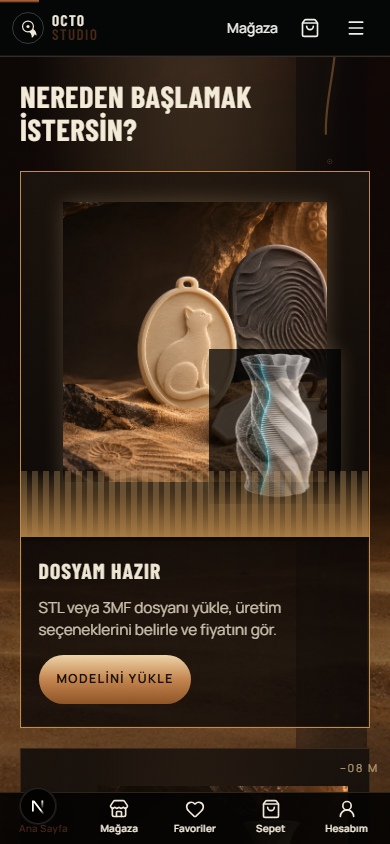 OCTO
STUDIO
Mağaza
NEREDEN BAŞLAMAK
İSTERSİN?
DOSYAM HAZIR
STL veya 3MF dosyanı yükle, üretim
seçeneklerini belirle ve fiyatını gör.
MODELİNİ YÜKLE
−08 M
N
Ana Sayfa
Mağaza
Favoriler
Sepet
Hesabım